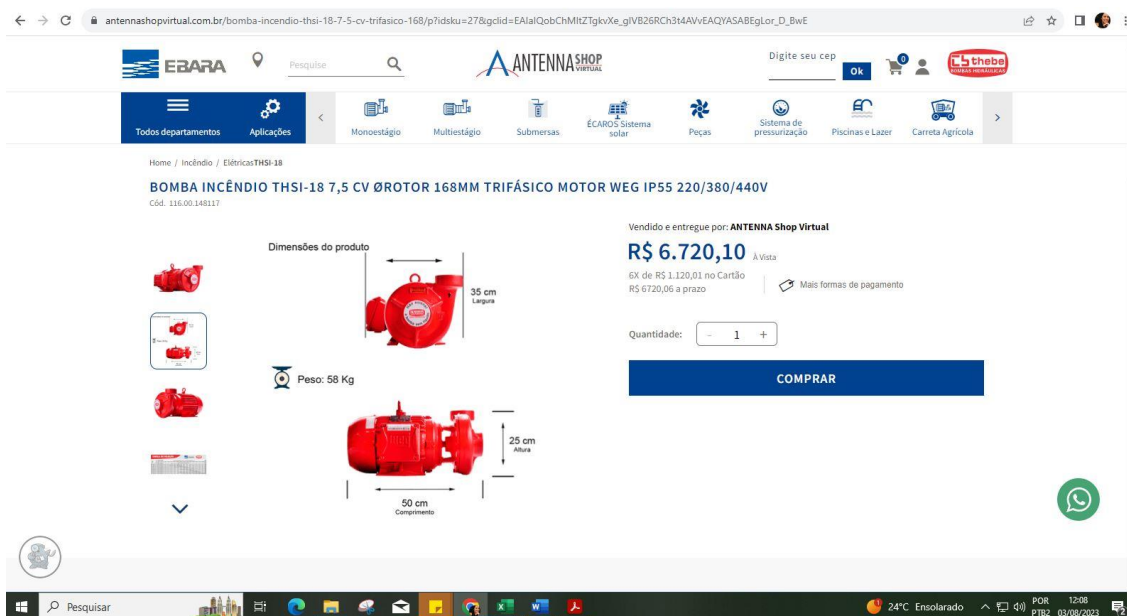 antennashopvirtual.com.br/bomba-incendio-thsi-18-7-5-cv-trifasico-168/p?idsku=27&gclid=EAIaIQobChMItZTgkvXe_gIVB26RCh3t4AVvEAQYASABEgLor_D_BwE
EBARA
Pesquise
ANTENNA SHOP
VIRTUAL
Digite seu cep
Ok
0
thebe
BOMBAS HIDRÁULICAS
Todos departamentos
Aplicações
Monoestágio
Multiestágio
Submersas
ÉCAROS Sistema
solar
Peças
Sistema de
pressurização
Piscinas e Lazer
Carreta Agrícola
Home / Incêndio / ElétricasTHSI-18
BOMBA INCÊNDIO THSI-18 7,5 CV ØROTOR 168MM TRIFÁSICO MOTOR WEG IP55 220/380/440V
Cód. 116.00.148117
Dimensões do produto
35 cm
Largura
Peso: 58 Kg
25 cm
Altura
50 cm
Comprimento
Vendido e entregue por: ANTENNA Shop Virtual
R$ 6.720,10 À Vista
6X de R$ 1.120,01 no Cartão
R$ 6720,06 a prazo
Mais formas de pagamento
Quantidade: - 1 +
COMPRAR
Pesquisar
24°C Ensolarado
POR
PTB2
12:08
03/08/2023
2